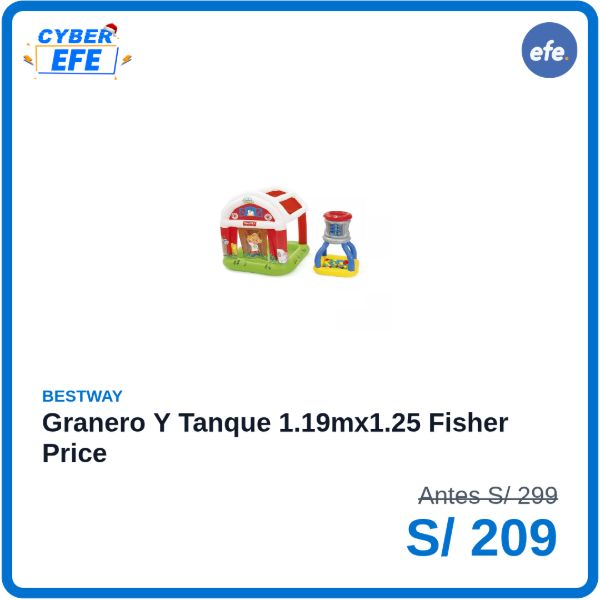 CYBER
EFE
efe.
BESTWAY
Granero Y Tanque 1.19mx1.25 Fisher
Price
Antes S/ 299
S/ 209